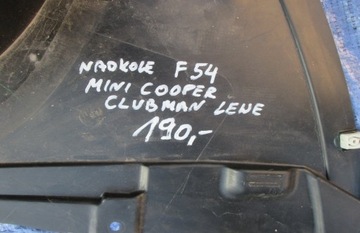 NADKOLE F54
MINI COOPER
CLUBMAN LEWE
190,-